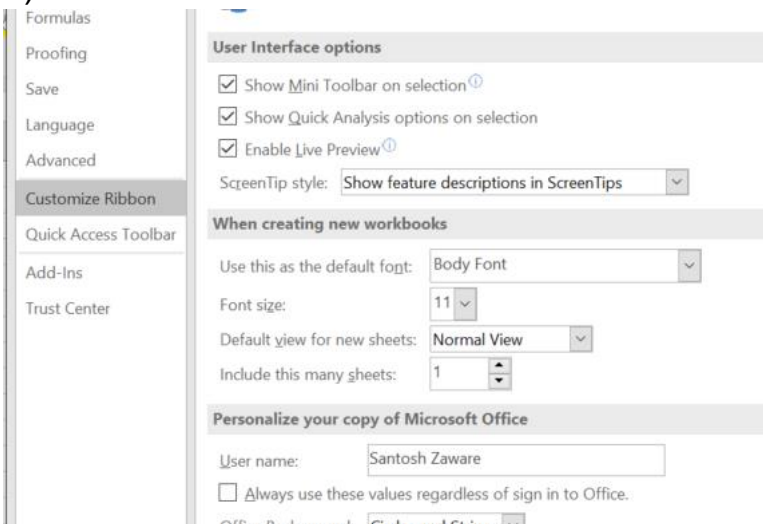 Formulas
Proofing
Save
Language
Advanced
Customize Ribbon
Quick Access Toolbar
Add-Ins
Trust Center
User Interface options
Show Mini Toolbar on selection
Show Quick Analysis options on selection
Enable Live Preview
ScreenTip style: Show feature descriptions in ScreenTips
When creating new workbooks
Use this as the default font: Body Font
Font size: 11
Default view for new sheets: Normal View
Include this many sheets: 1
Personalize your copy of Microsoft Office
User name: Santosh Zaware
Always use these values regardless of sign in to Office.